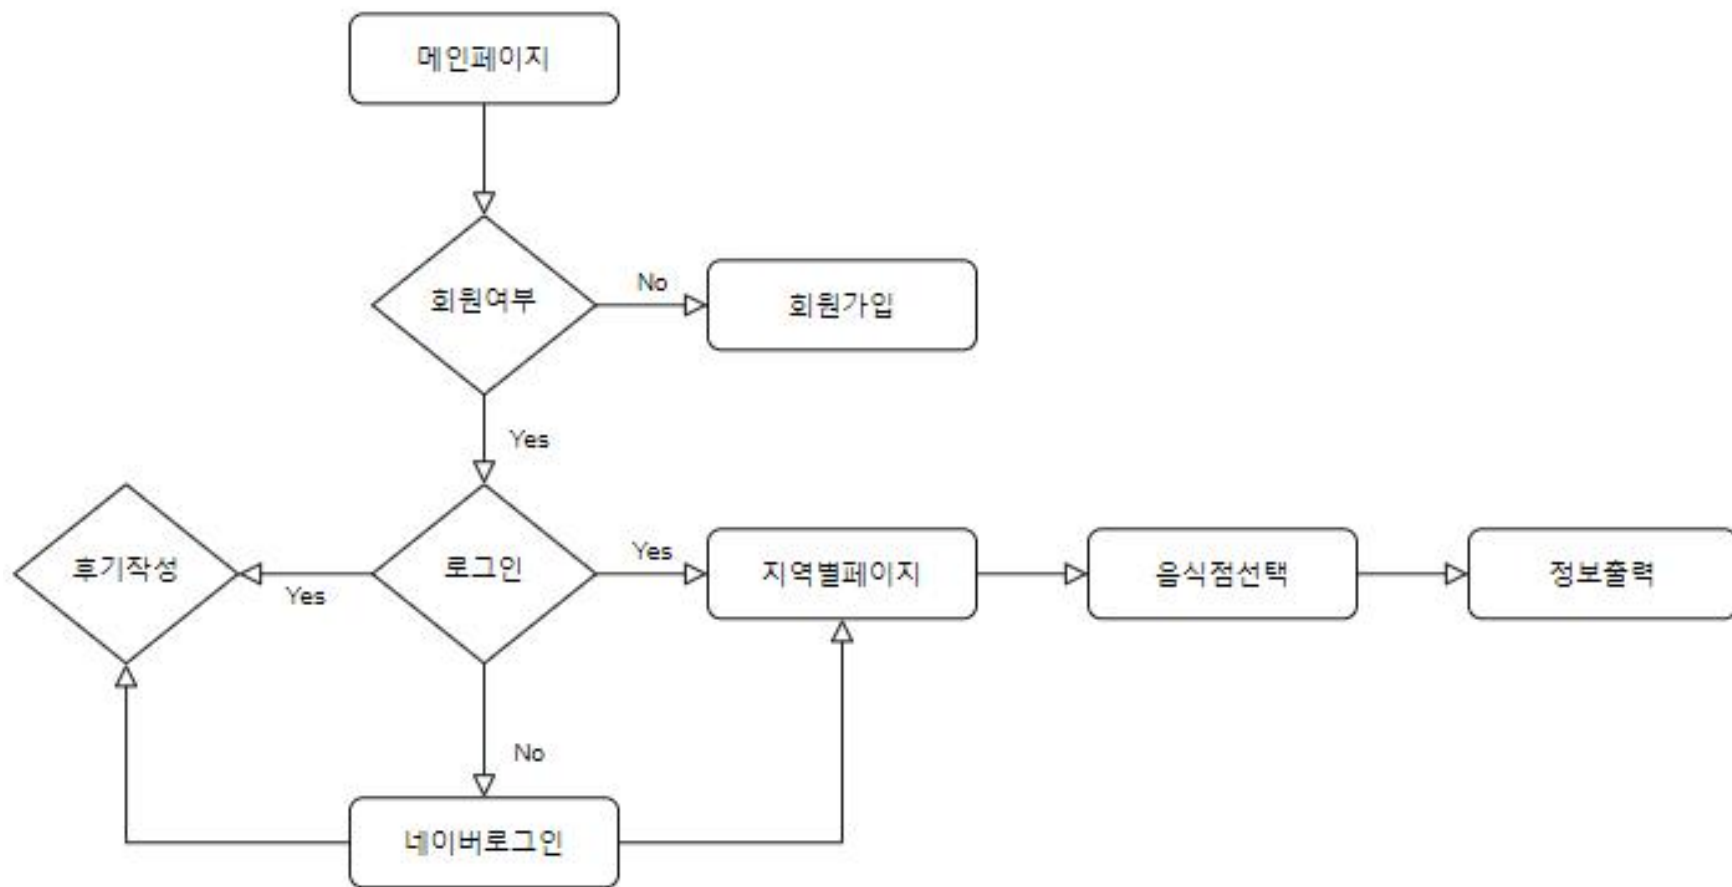 메인페이지
회원여부
No
회원가입
Yes
후기작성
Yes
로그인
Yes
지역별페이지
음식점선택
정보출력
No
네이버로그인